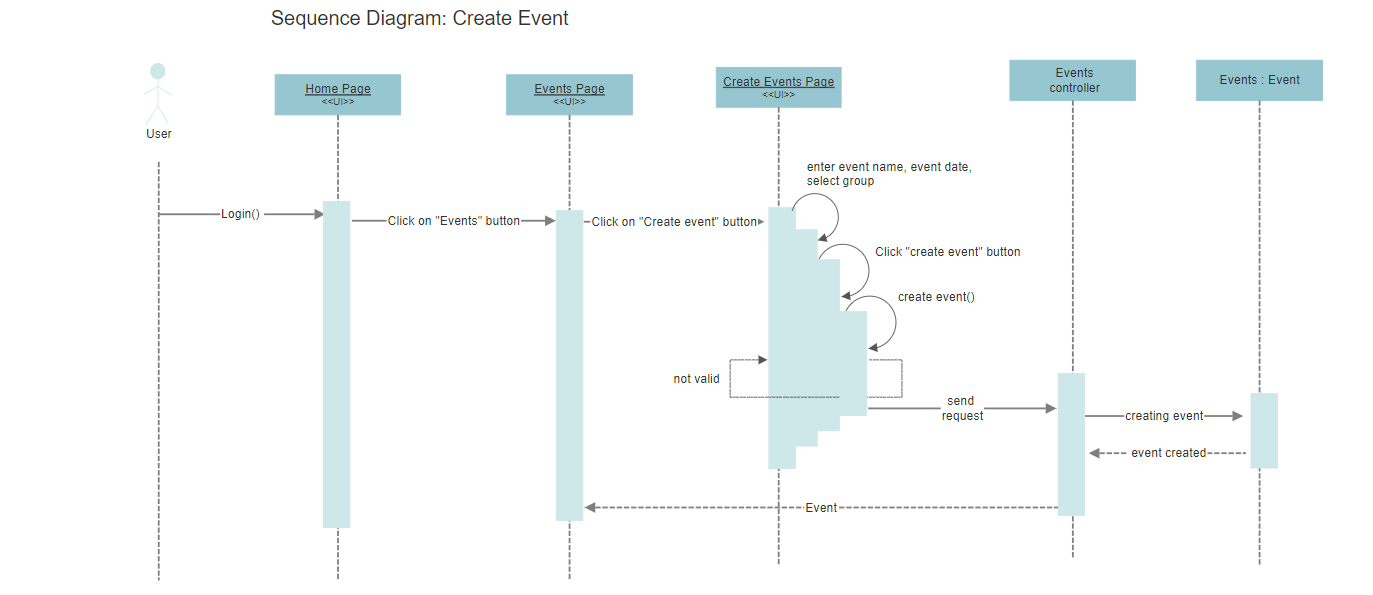 Sequence Diagram: Create Event
User
Home Page
<<UI>>
Events Page
<<UI>>
Create Events Page
<<UI>>
Events
controller
Events : Event
enter event name, event date,
select group
Login()
Click on "Events" button
Click on "Create event" button
Click "create event" button
create event()
not valid
send
request
creating event
event created
Event